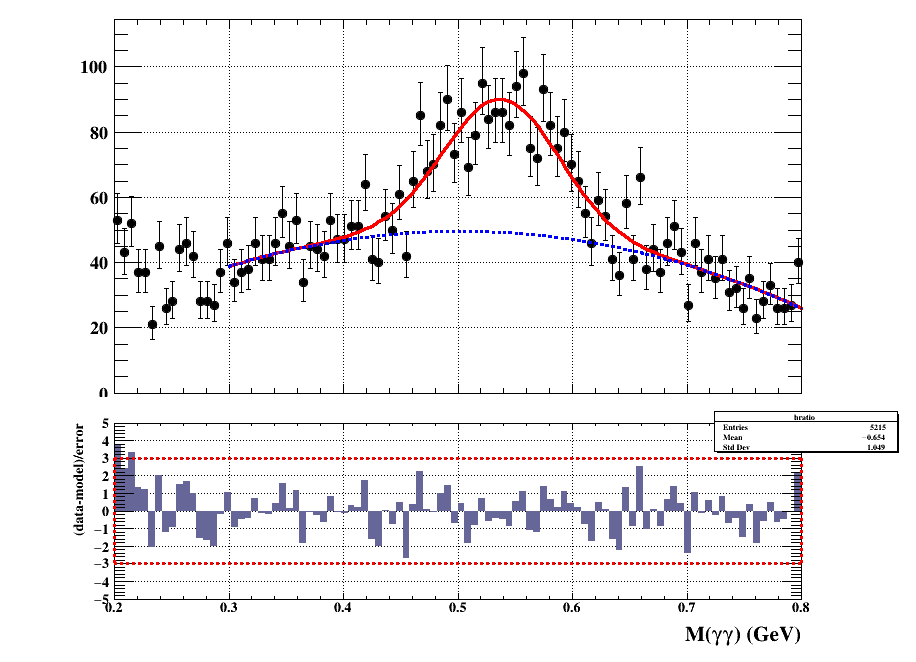 100
80
60
40
20
0
hratio
Entries 5215
Mean −0.654
Std Dev 1.049
(data-model)/error
5
4
3
2
1
0
−1
−2
−3
−4
−5
0.2 0.3 0.4 0.5 0.6 0.7 0.8
M(γγ) (GeV)